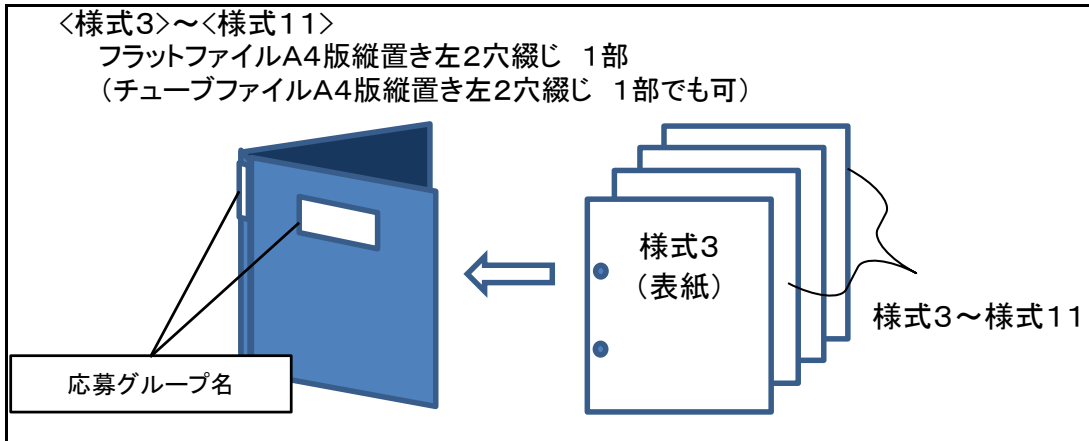 <様式3>～<様式11>
フラットファイルA4版縦置き左2穴綴じ 1部
（チューブファイルA4版縦置き左2穴綴じ 1部でも可）
様式3
（表紙）
様式3～様式11
応募グループ名